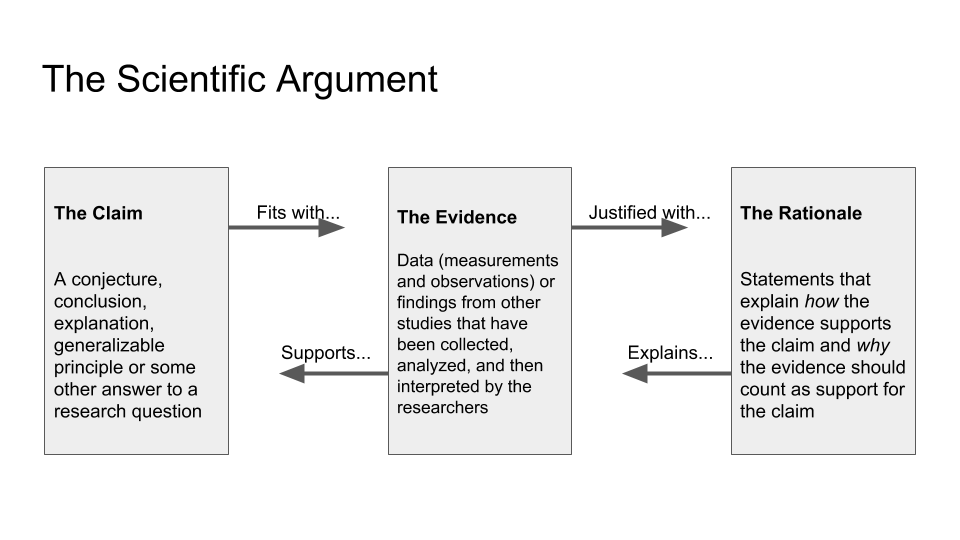 The Scientific Argument
The Claim
A conjecture,
conclusion,
explanation,
generalizable
principle or some
other answer to a
research question
Fits with...
Supports...
The Evidence
Data (measurements
and observations) or
findings from other
studies that have
been collected,
analyzed, and then
interpreted by the
researchers
Justified with...
Explains...
The Rationale
Statements that
explain how the
evidence supports
the claim and why
the evidence should
count as support for
the claim